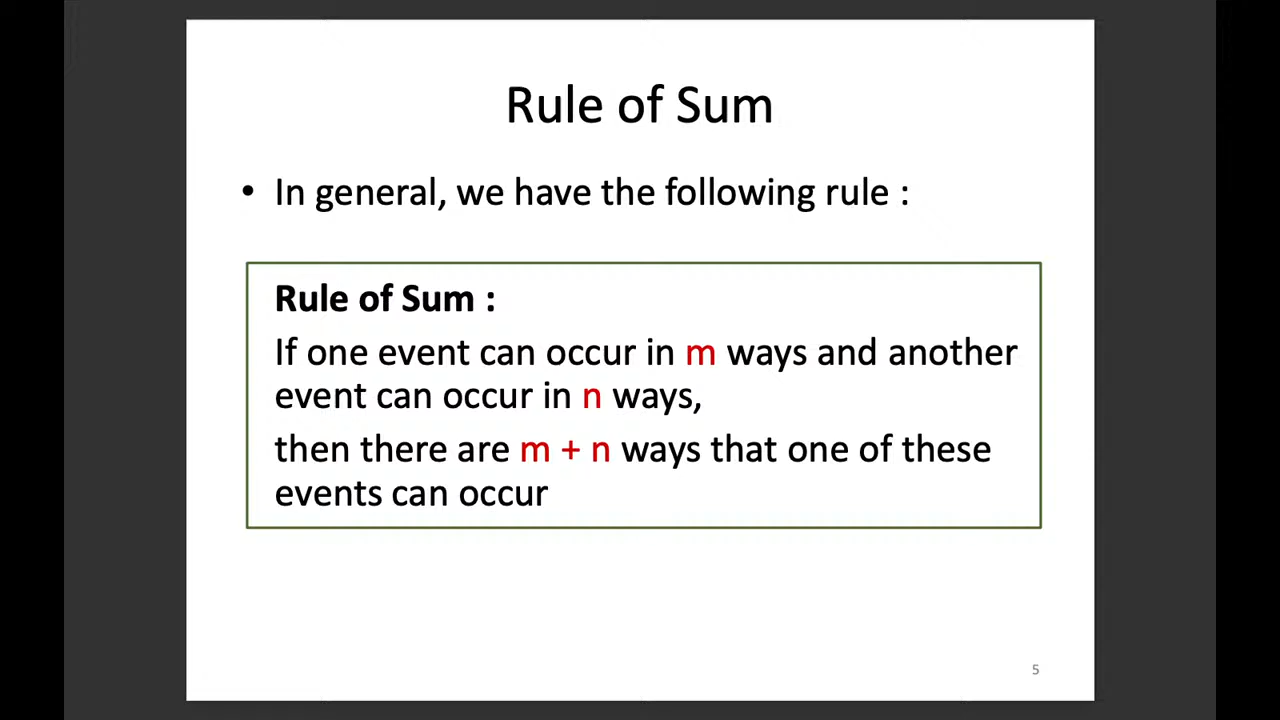 Rule of Sum
• In general, we have the following rule :
Rule of Sum :
If one event can occur in m ways and another
event can occur in n ways,
then there are m + n ways that one of these
events can occur
5